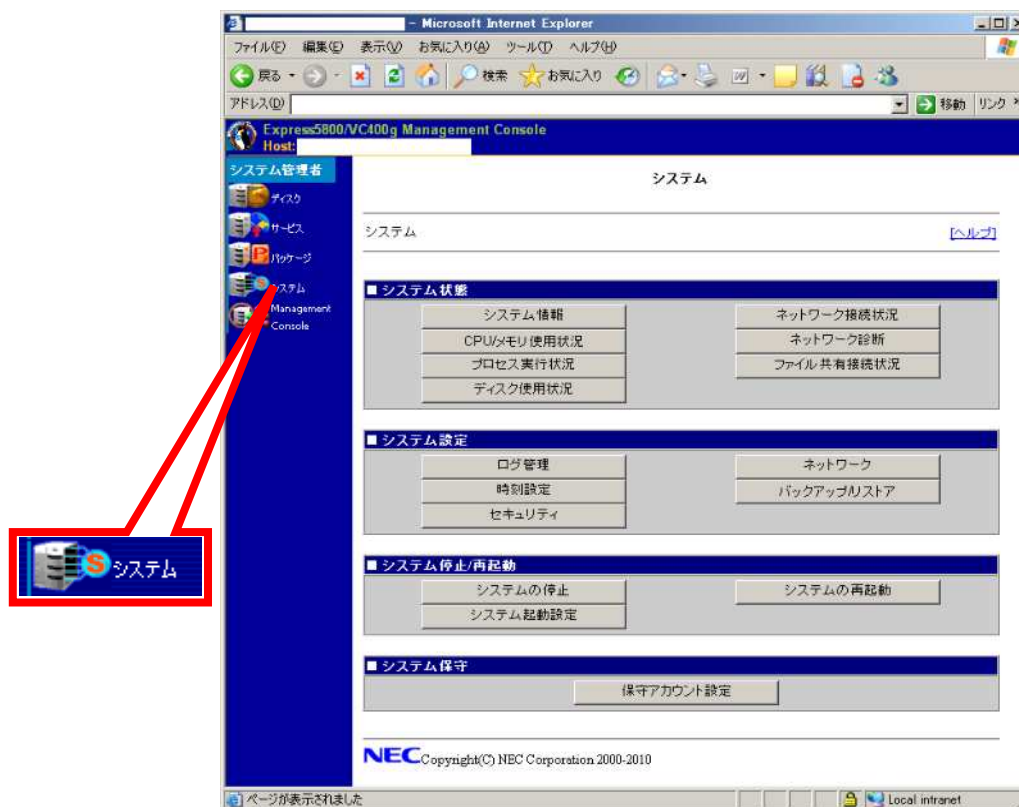 - Microsoft Internet Explorer
ファイル(F) 編集(E) 表示(V) お気に入り(A) ツール(T) ヘルプ(H)
戻る 検索 お気に入り
アドレス(D) 移動 リンク »
Express5800/VC400g Management Console
Host:
システム管理者
ディスク
サービス
パッケージ
システム
Management
Console
システム
システム [ヘルプ]
■ システム状態
システム情報 ネットワーク接続状況
CPU/メモリ使用状況 ネットワーク診断
プロセス実行状況 ファイル共有接続状況
ディスク使用状況
■ システム設定
ログ管理 ネットワーク
時刻設定 バックアップ/リストア
セキュリティ
■ システム停止/再起動
システムの停止 システムの再起動
システム起動設定
■ システム保守
保守アカウント設定
NEC Copyright(C) NEC Corporation 2000-2010
ページが表示されました Local intranet
S システム